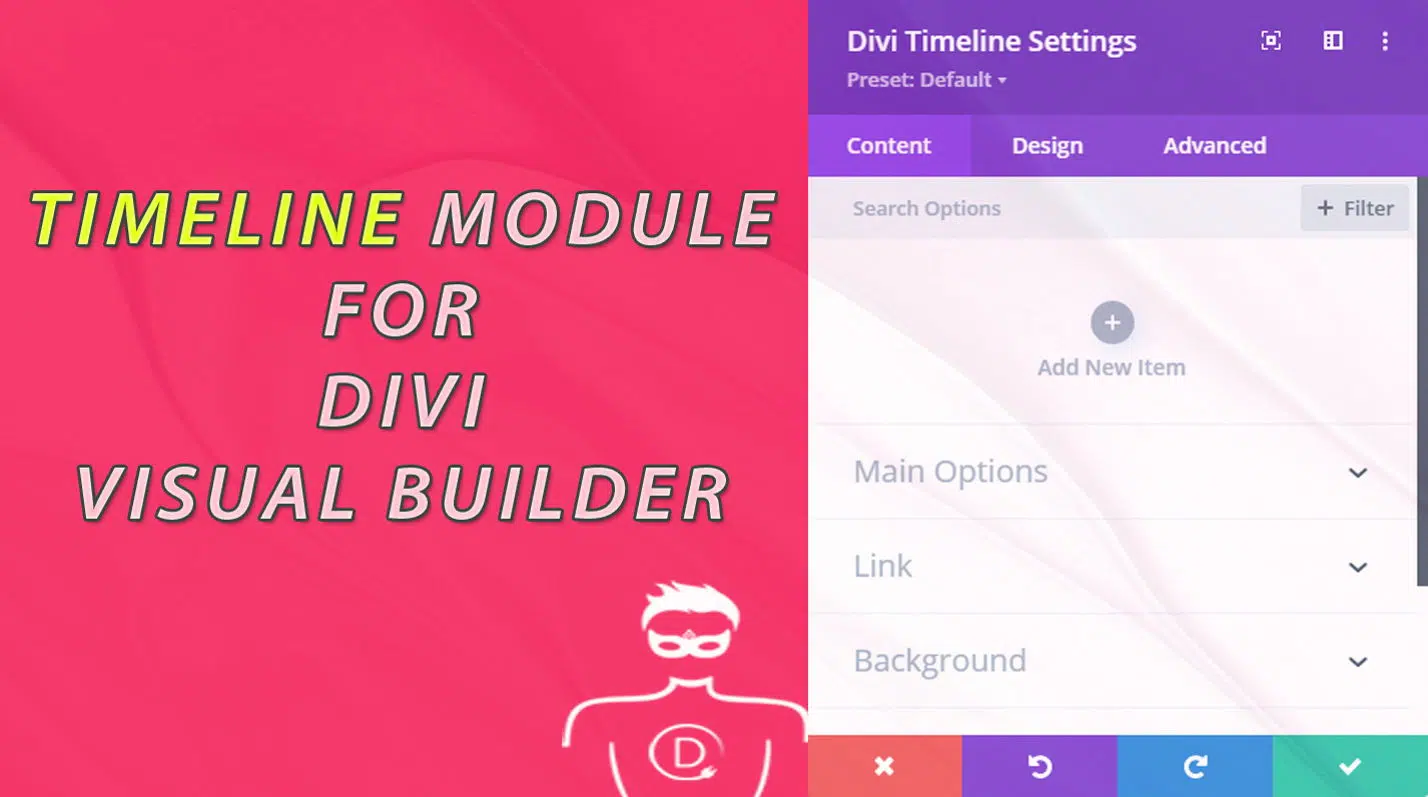 TIMELINE MODULE
FOR
DIVI
VISUAL BUILDER
D
Divi Timeline Settings
Preset: Default
Content Design Advanced
Search Options + Filter
Add New Item
Main Options
Link
Background